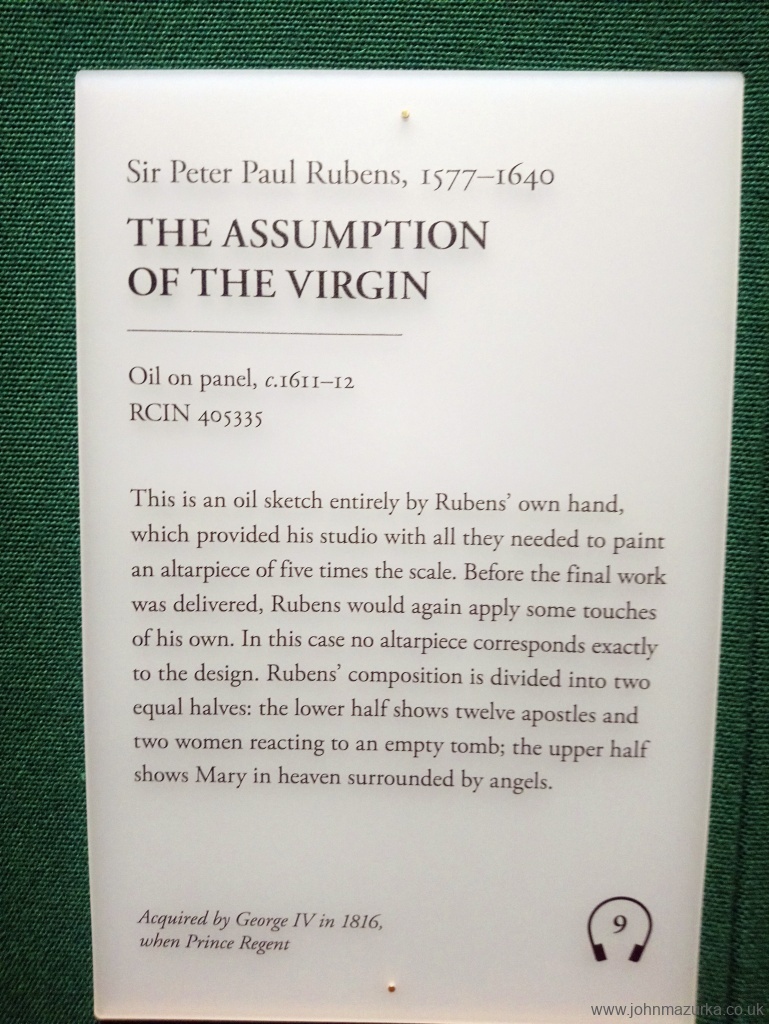 Sir Peter Paul Rubens, 1577–1640
THE ASSUMPTION
OF THE VIRGIN
Oil on panel, c.1611–12
RCIN 405335
This is an oil sketch entirely by Rubens’ own hand,
which provided his studio with all they needed to paint
an altarpiece of five times the scale. Before the final work
was delivered, Rubens would again apply some touches
of his own. In this case no altarpiece corresponds exactly
to the design. Rubens’ composition is divided into two
equal halves: the lower half shows twelve apostles and
two women reacting to an empty tomb; the upper half
shows Mary in heaven surrounded by angels.
Acquired by George IV in 1816,
when Prince Regent
9
www.johnmazurka.co.uk